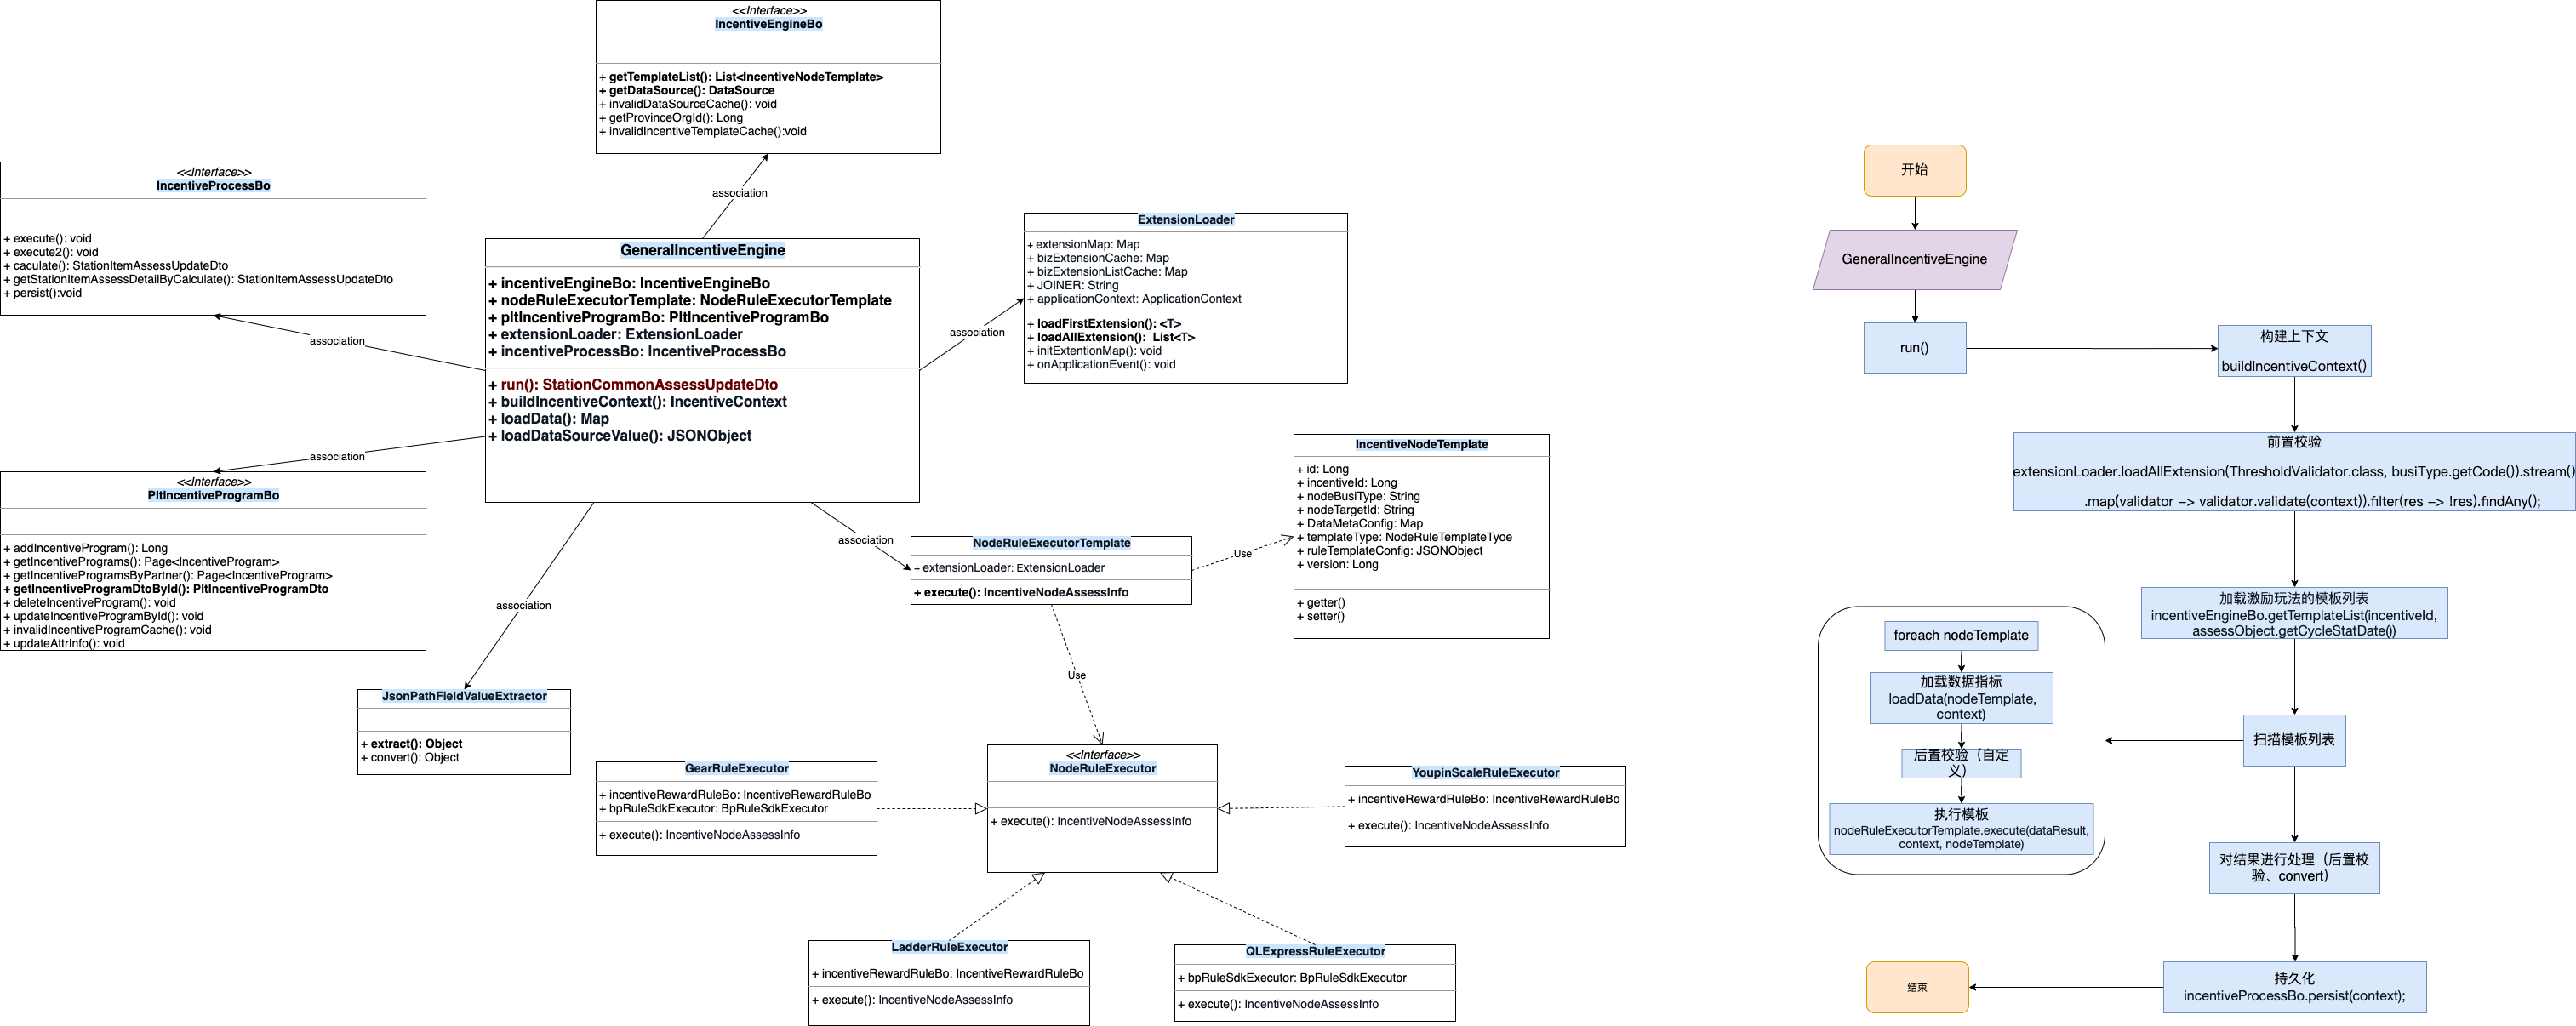 <<Interface>>
IncentiveEngineBo
+ getTemplateList(): List<IncentiveNodeTemplate>
+ getDataSource(): DataSource
+ invalidDataSourceCache(): void
+ getProvinceOrgId(): Long
+ invalidIncentiveTemplateCache():void
association
<<Interface>>
IncentiveProcessBo
+ execute(): void
+ execute2(): void
+ caculate(): StationItemAssessUpdateDto
+ getStationItemAssessDetailByCalculate(): StationItemAssessUpdateDto
+ persist():void
association
GeneralIncentiveEngine
+ incentiveEngineBo: IncentiveEngineBo
+ nodeRuleExecutorTemplate: NodeRuleExecutorTemplate
+ pltIncentiveProgramBo: PltIncentiveProgramBo
+ extensionLoader: ExtensionLoader
+ incentiveProcessBo: IncentiveProcessBo
+ run(): StationCommonAssessUpdateDto
+ buildIncentiveContext(): IncentiveContext
+ loadData(): Map
+ loadDataSourceValue(): JSONObject
association
ExtensionLoader
+ extensionMap: Map
+ bizExtensionCache: Map
+ bizExtensionListCache: Map
+ JOINER: String
+ applicationContext: ApplicationContext
+ loadFirstExtension(): <T>
+ loadAllExtension():  List<T>
+ initExtentionMap(): void
+ onApplicationEvent(): void
association
<<Interface>>
PltIncentiveProgramBo
+ addIncentiveProgram(): Long
+ getIncentivePrograms(): Page<IncentiveProgram>
+ getIncentiveProgramsByPartner(): Page<IncentiveProgram>
+ getIncentiveProgramDtoById(): PltIncentiveProgramDto
+ deleteIncentiveProgram(): void
+ updateIncentiveProgramById(): void
+ invalidIncentiveProgramCache(): void
+ updateAttrInfo(): void
association
JsonPathFieldValueExtractor
+ extract(): Object
+ convert(): Object
association
NodeRuleExecutorTemplate
+ extensionLoader: ExtensionLoader
+ execute(): IncentiveNodeAssessInfo
Use
IncentiveNodeTemplate
+ id: Long
+ incentiveId: Long
+ nodeBusiType: String
+ nodeTargetId: String
+ DataMetaConfig: Map
+ templateType: NodeRuleTemplateTyoe
+ ruleTemplateConfig: JSONObject
+ version: Long
+ getter()
+ setter()
Use
<<Interface>>
NodeRuleExecutor
+ execute(): IncentiveNodeAssessInfo
GearRuleExecutor
+ incentiveRewardRuleBo: IncentiveRewardRuleBo
+ bpRuleSdkExecutor: BpRuleSdkExecutor
+ execute(): IncentiveNodeAssessInfo
YoupinScaleRuleExecutor
+ incentiveRewardRuleBo: IncentiveRewardRuleBo
+ execute(): IncentiveNodeAssessInfo
LadderRuleExecutor
+ incentiveRewardRuleBo: IncentiveRewardRuleBo
+ execute(): IncentiveNodeAssessInfo
QLExpressRuleExecutor
+ bpRuleSdkExecutor: BpRuleSdkExecutor
+ execute(): IncentiveNodeAssessInfo
开始
GeneralIncentiveEngine
run()
构建上下文
buildIncentiveContext()
前置校验
extensionLoader.loadAllExtension(ThresholdValidator.class, busiType.getCode()).stream()
.map(validator -> validator.validate(context)).filter(res -> !res).findAny();
加载激励玩法的模板列表
incentiveEngineBo.getTemplateList(incentiveId,
assessObject.getCycleStatDate())
扫描模板列表
foreach nodeTemplate
加载数据指标
loadData(nodeTemplate,
context)
后置校验（自定
义）
执行模板
nodeRuleExecutorTemplate.execute(dataResult,
context, nodeTemplate)
对结果进行处理（后置校
验、convert）
持久化
incentiveProcessBo.persist(context);
结束